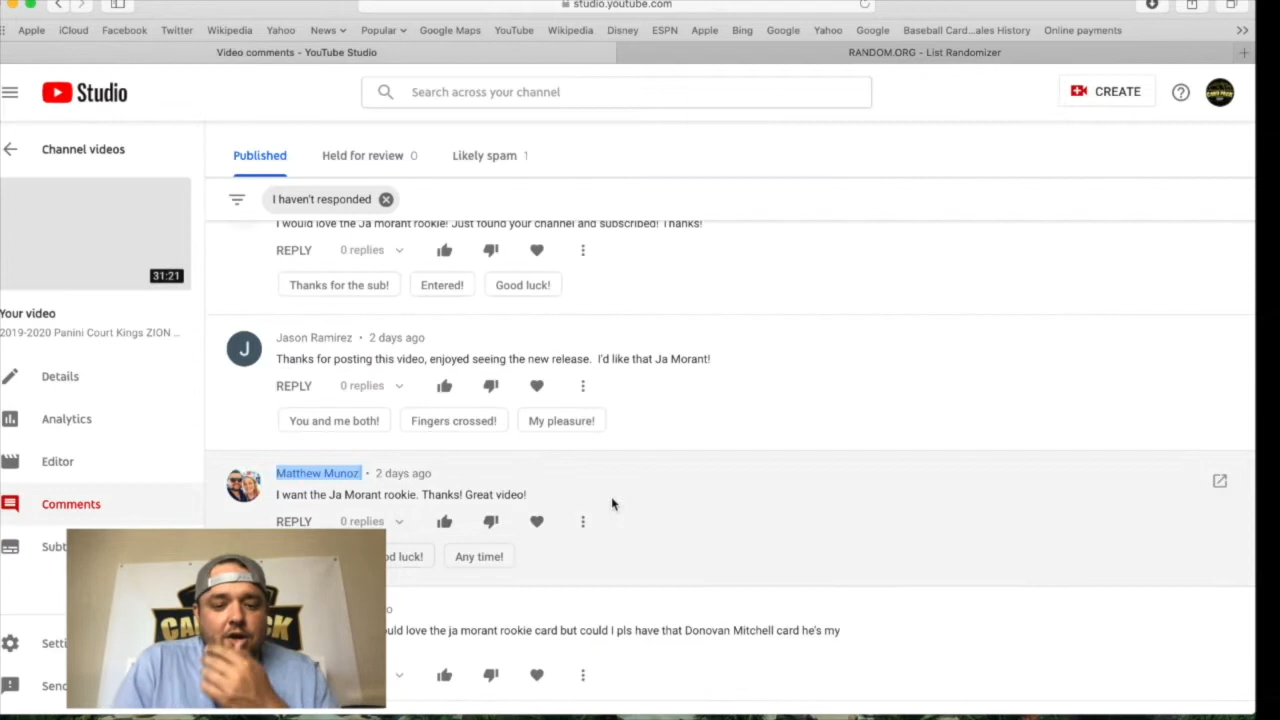 studio.youtube.com
Apple iCloud Facebook Twitter Wikipedia Yahoo News Popular Google Maps YouTube Wikipedia Disney ESPN Apple Bing Google Yahoo Google Baseball Card...ales History Online payments
Video comments - YouTube Studio RANDOM.ORG - List Randomizer
Studio
Search across your channel
CREATE
Channel videos
Published Held for review 0 Likely spam 1
I haven't responded
I would love the Ja morant rookie! Just found your channel and subscribed! Thanks!
REPLY 0 replies
31:21
Thanks for the sub! Entered! Good luck!
Your video
2019-2020 Panini Court Kings ZION ...
J
Jason Ramirez • 2 days ago
Thanks for posting this video, enjoyed seeing the new release. I'd like that Ja Morant!
REPLY 0 replies
Details
Analytics
You and me both! Fingers crossed! My pleasure!
Editor
Matthew Munoz • 2 days ago
I want the Ja Morant rookie. Thanks! Great video!
Comments
REPLY 0 replies
luck! Any time!
love the ja morant rookie card but could I pls have that Donovan Mitchell card he's my